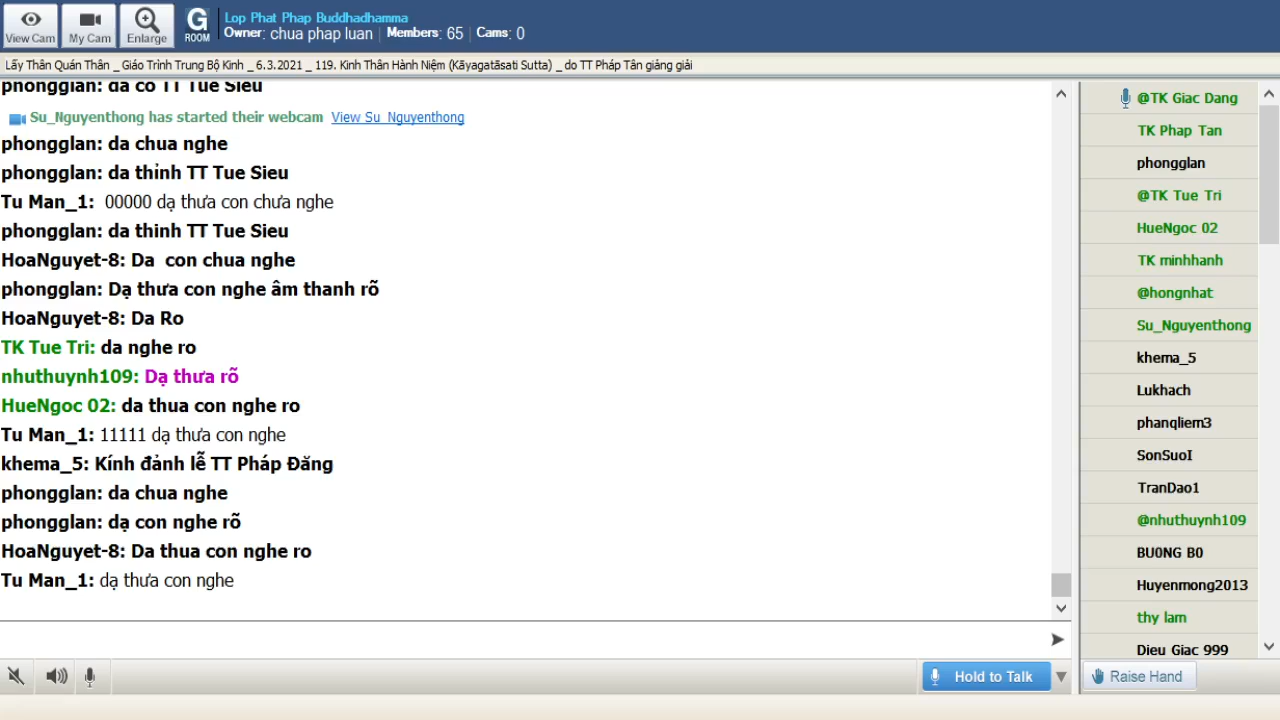 View Cam
My Cam
Enlarge
G
ROOM
Lop Phat Phap Buddhadhamma
Owner: chua phap luan Members: 65 Cams: 0
Lấy Thân Quán Thân _ Giáo Trình Trung Bộ Kinh _ 6.3.2021 _ 119. Kinh Thân Hành Niệm (Kāyagatāsati Sutta) _ do TT Pháp Tân giảng giải
phongglan: da co TT Tue Sieu
Su_Nguyenthong has started their webcam View Su_Nguyenthong
phongglan: da chua nghe
phongglan: da thỉnh TT Tue Sieu
Tu Man_1: 00000 dạ thưa con chưa nghe
phongglan: da thinh TT Tue Sieu
HoaNguyet-8: Da con chua nghe
phongglan: Dạ thưa con nghe âm thanh rõ
HoaNguyet-8: Da Ro
TK Tue Tri: da nghe ro
nhuthuynh109: Dạ thưa rõ
HueNgoc 02: da thua con nghe ro
Tu Man_1: 11111 dạ thưa con nghe
khema_5: Kính đảnh lễ TT Pháp Đăng
phongglan: da chua nghe
phongglan: dạ con nghe rõ
HoaNguyet-8: Da thua con nghe ro
Tu Man_1: dạ thưa con nghe
@TK Giac Dang
TK Phap Tan
phongglan
@TK Tue Tri
HueNgoc 02
TK minhhanh
@hongnhat
Su_Nguyenthong
khema_5
Lukhach
phanqliem3
SonSuoI
TranDao1
@nhuthuynh109
BU0NG B0
Huyenmong2013
thy lam
Dieu Giac 999
Hold to Talk
Raise Hand